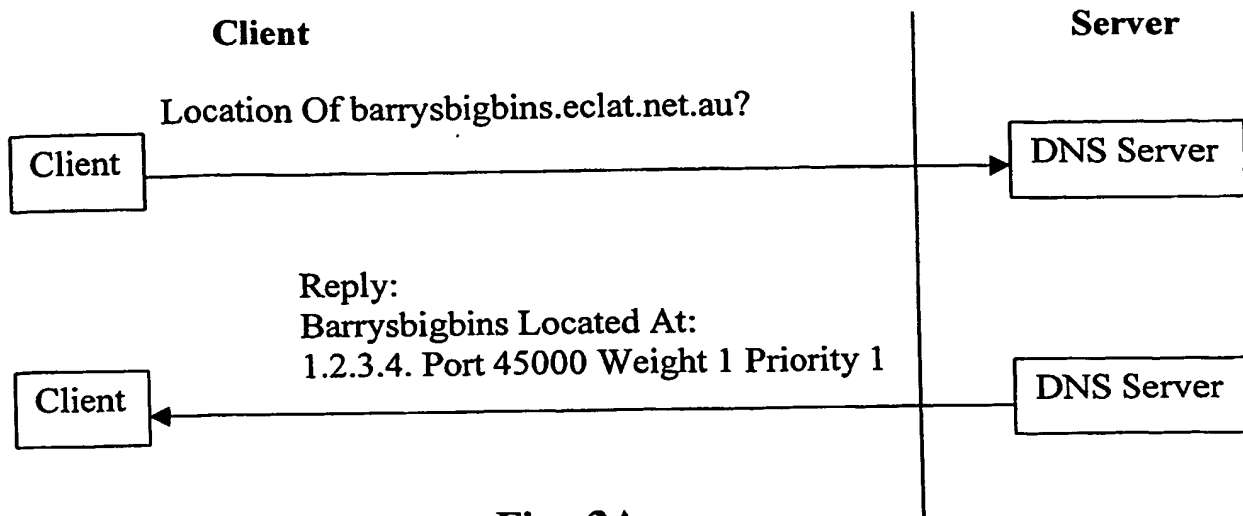 Client
Server
Location Of barrysbigbins.eclat.net.au?
Client
DNS Server
Reply:
Barrysbigbins Located At:
1.2.3.4. Port 45000 Weight 1 Priority 1
Client
DNS Server